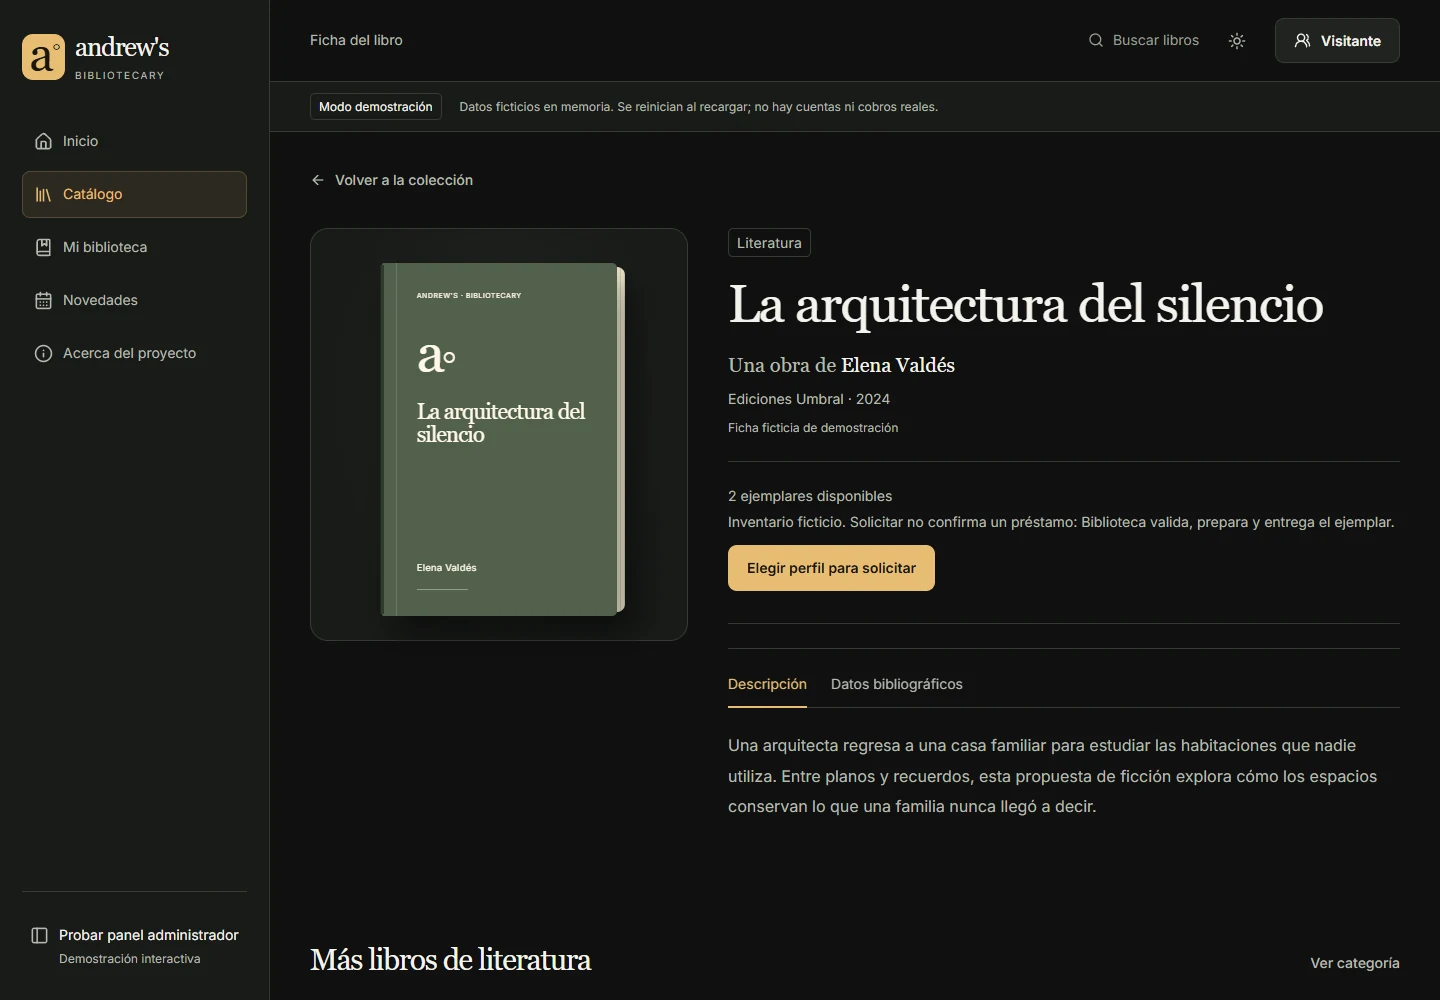 a°
andrew's
BIBLIOTECARY
Inicio
Catálogo
Mi biblioteca
Novedades
Acerca del proyecto
Probar panel administrador
Demostración interactiva
Ficha del libro
Buscar libros
Visitante
Modo demostración
Datos ficticios en memoria. Se reinician al recargar; no hay cuentas ni cobros reales.
Volver a la colección
ANDREW'S · BIBLIOTECARY
a°
La arquitectura del
silencio
Elena Valdés
Literatura
La arquitectura del silencio
Una obra de Elena Valdés
Ediciones Umbral · 2024
Ficha ficticia de demostración
2 ejemplares disponibles
Inventario ficticio. Solicitar no confirma un préstamo: Biblioteca valida, prepara y entrega el ejemplar.
Elegir perfil para solicitar
Descripción
Datos bibliográficos
Una arquitecta regresa a una casa familiar para estudiar las habitaciones que nadie
utiliza. Entre planos y recuerdos, esta propuesta de ficción explora cómo los espacios
conservan lo que una familia nunca llegó a decir.
Más libros de literatura
Ver categoría